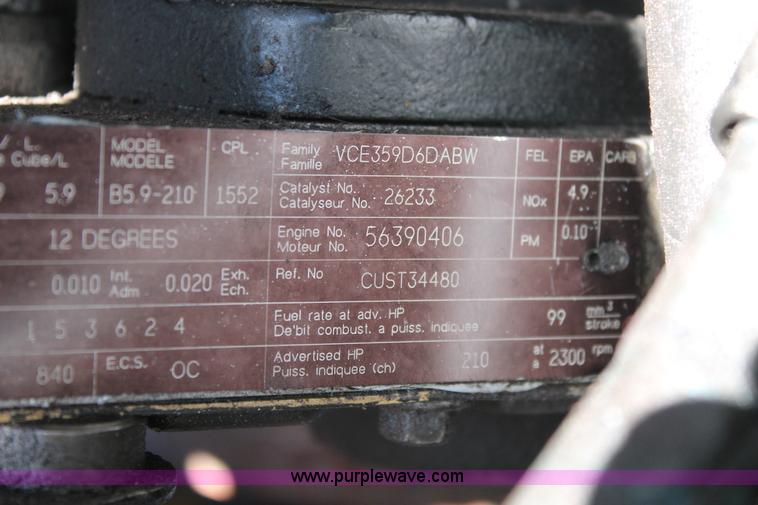 L. MODEL CPL Family VCE359D6DABW FEL EPA CARB
Cube/L MODÈLE Famille
5.9 B5.9-210 1552 Catalyst No. 26233 NOx 4.9
Catalyseur No.
12 DEGREES Engine No. 56390406 PM 0.10
Moteur No.
0.010 Int. 0.020 Exh. Ref. No CUST34480
Adm Ech.
1 5 3 6 2 4 Fuel rate at adv. HP 99 mm3
De'bit combust. a puiss. indiquee stroke
840 E.C.S. OC Advertised HP 210 at 2300 rpm
Puiss. indiquee (ch) a
www.purplewave.com